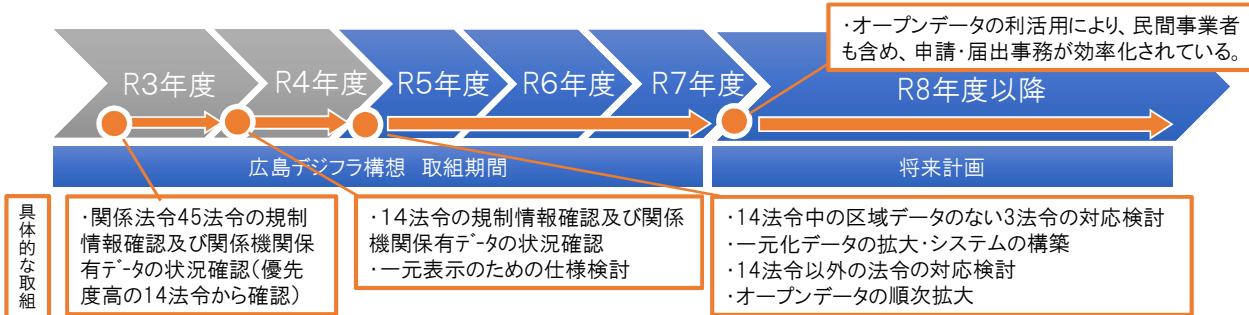 ・オープンデータの利活用により、民間事業者
も含め、申請・届出事務が効率化されている。
R3年度
R4年度
R5年度
R6年度
R7年度
R8年度以降
広島デジフラ構想　取組期間
将来計画
具体的な取組
・関係法令45法令の規制
情報確認及び関係機関保
有ﾃﾞｰﾀの状況確認(優先
度高の14法令から確認)
・14法令の規制情報確認及び関係
機関保有ﾃﾞｰﾀの状況確認
・一元表示のための仕様検討
・14法令中の区域データのない3法令の対応検討
・一元化データの拡大・システムの構築
・14法令以外の法令の対応検討
・オープンデータの順次拡大